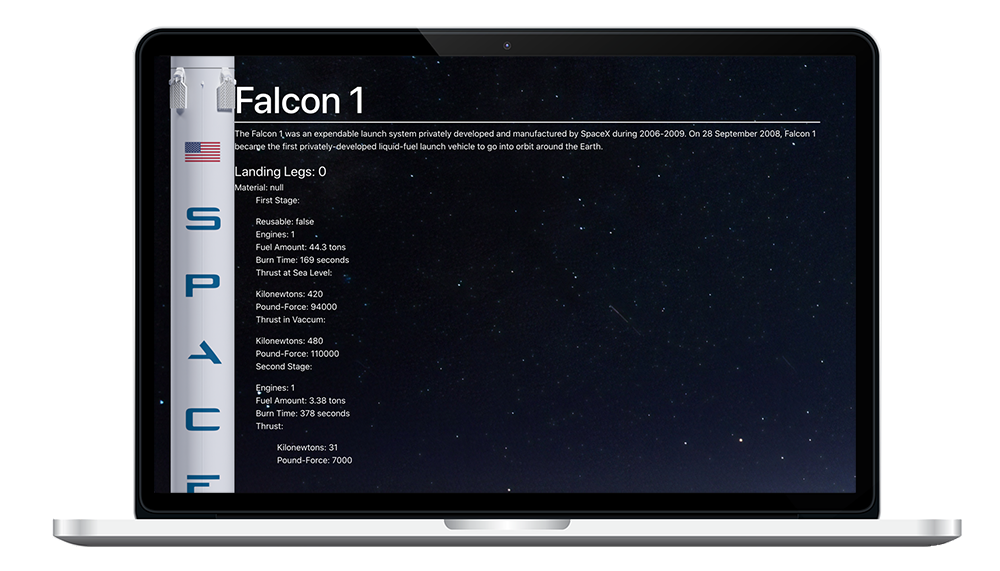 Falcon 1
The Falcon 1 was an expendable launch system privately developed and manufactured by SpaceX during 2006-2009. On 28 September 2008, Falcon 1
became the first privately-developed liquid-fuel launch vehicle to go into orbit around the Earth.
Landing Legs: 0
Material: null
First Stage:
Reusable: false
Engines: 1
Fuel Amount: 44.3 tons
Burn Time: 169 seconds
Thrust at Sea Level:
Kilonewtons: 420
Pound-Force: 94000
Thrust in Vaccum:
Kilonewtons: 480
Pound-Force: 110000
Second Stage:
Engines: 1
Fuel Amount: 3.38 tons
Burn Time: 378 seconds
Thrust:
Kilonewtons: 31
Pound-Force: 7000
S
P
A
C
E